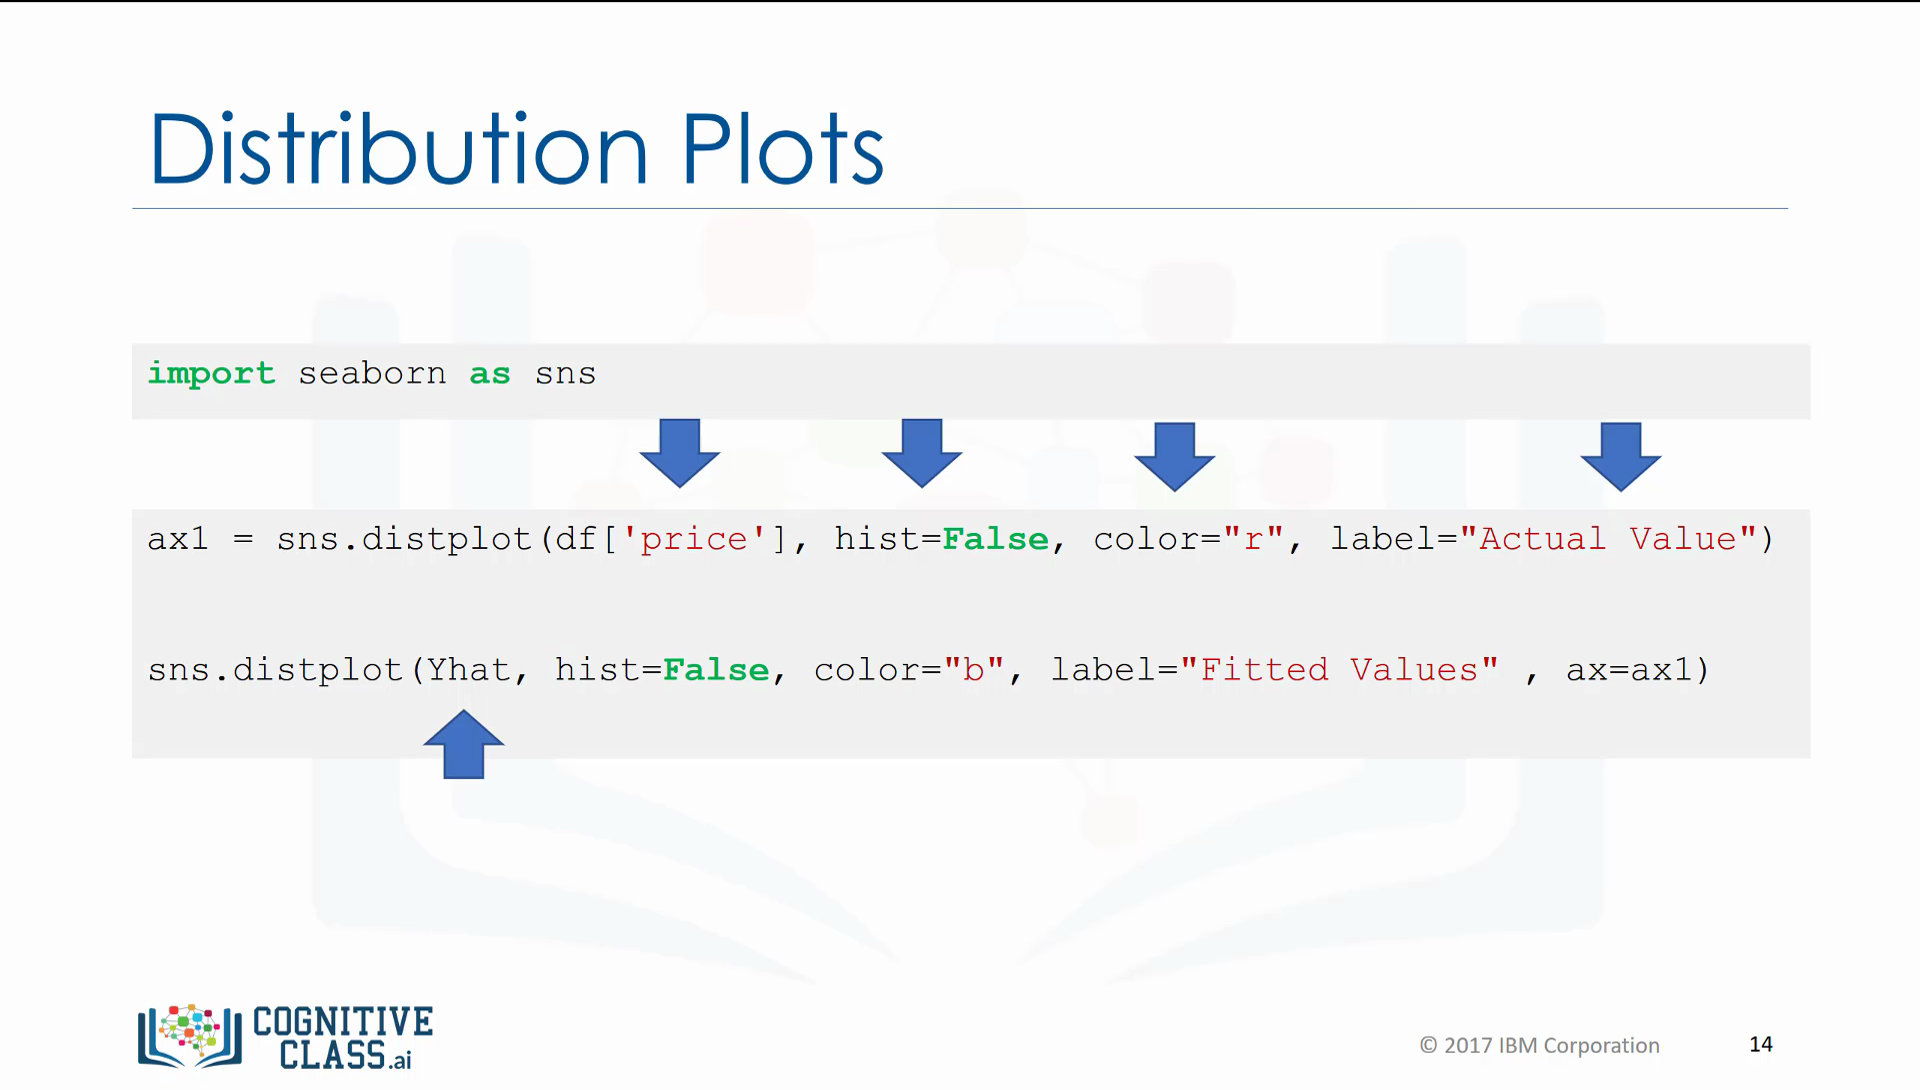 Distribution Plots
import seaborn as sns
ax1 = sns.distplot(df['price'], hist=False, color="r", label="Actual Value")
sns.distplot(Yhat, hist=False, color="b", label="Fitted Values" , ax=ax1)
COGNITIVE
CLASS.ai
© 2017 IBM Corporation 14